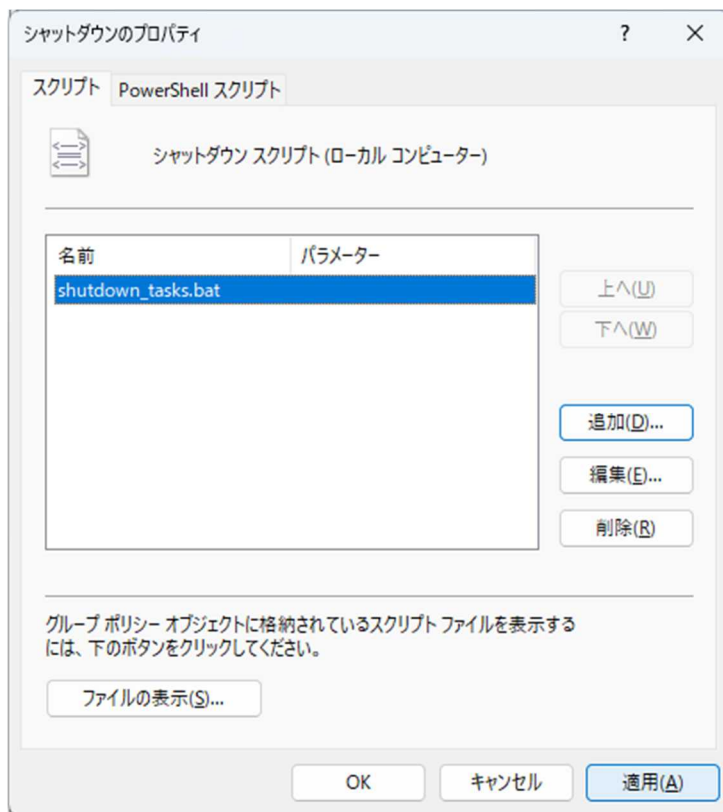 シャットダウンのプロパティ
?
スクリプト PowerShell スクリプト
シャットダウン スクリプト (ローカル コンピューター)
名前 パラメーター
shutdown_tasks.bat
上へ(U)
下へ(W)
追加(D)...
編集(E)...
削除(R)
グループ ポリシー オブジェクトに格納されているスクリプト ファイルを表示する
には、下のボタンをクリックしてください。
ファイルの表示(S)...
OK キャンセル 適用(A)